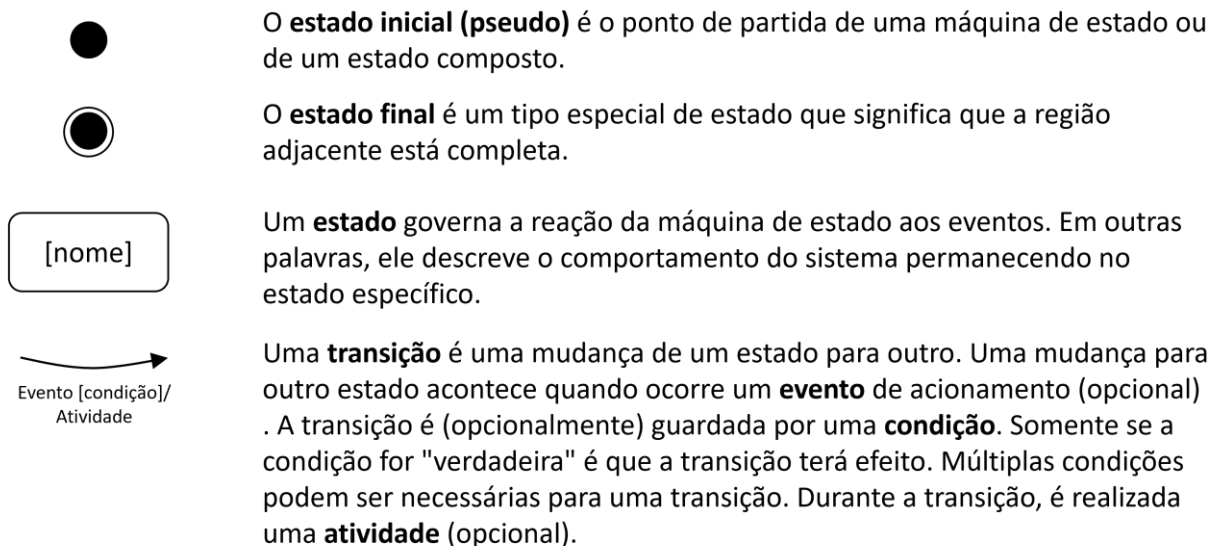 O estado inicial (pseudo) é o ponto de partida de uma máquina de estado ou
de um estado composto.
O estado final é um tipo especial de estado que significa que a região
adjacente está completa.
[nome]
Um estado governa a reação da máquina de estado aos eventos. Em outras
palavras, ele descreve o comportamento do sistema permanecendo no
estado específico.
Evento [condição]/
Atividade
Uma transição é uma mudança de um estado para outro. Uma mudança para
outro estado acontece quando ocorre um evento de acionamento (opcional)
. A transição é (opcionalmente) guardada por uma condição. Somente se a
condição for "verdadeira" é que a transição terá efeito. Múltiplas condições
podem ser necessárias para uma transição. Durante a transição, é realizada
uma atividade (opcional).